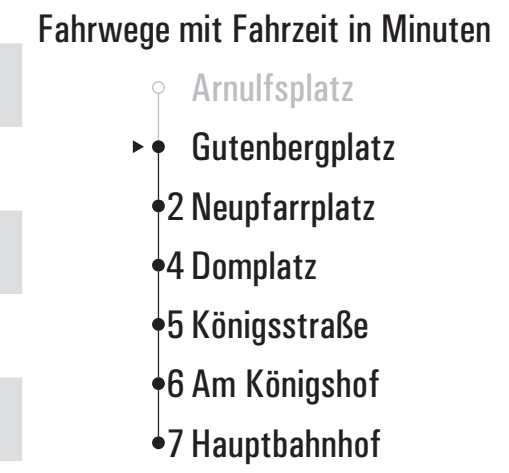 Fahrwege mit Fahrzeit in Minuten
Arnulfsplatz
Gutenbergplatz
2 Neupfarrplatz
4 Domplatz
5 Königsstraße
6 Am Königshof
7 Hauptbahnhof